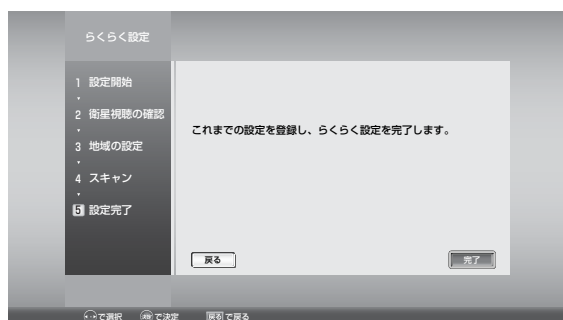 らくらく設定
1 設定開始
2 衛星視聴の確認
3 地域の設定
4 スキャン
5 設定完了
これまでの設定を登録し、らくらく設定を完了します。
戻る
完了
で選択 決定で決定 戻るで戻る